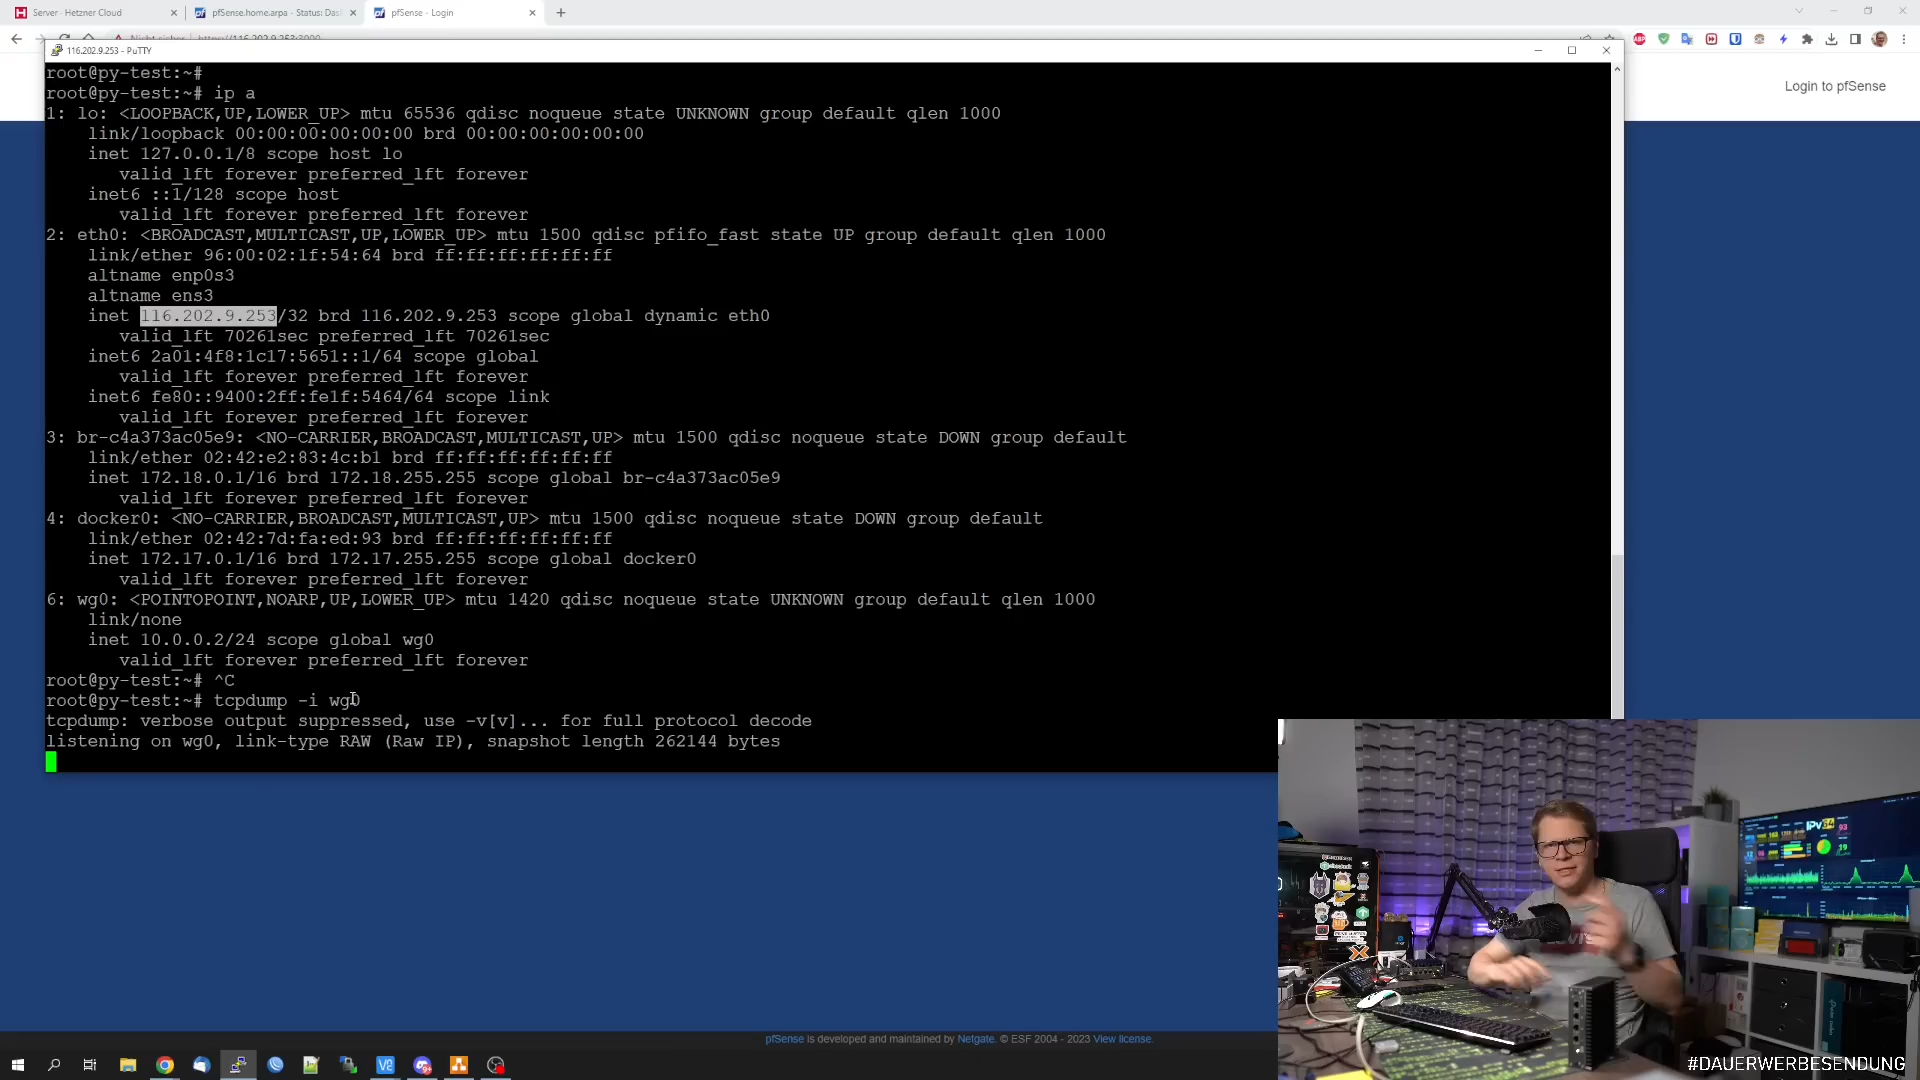 Server · Hetzner Cloud
pfSense.home.arpa - Status: Das
pfSense - Login
Nicht sicher
https://116.202.9.253:3000
116.202.9.253 - PuTTY
Login to pfSense
root@py-test:~#
root@py-test:~# ip a
1: lo: <LOOPBACK,UP,LOWER_UP> mtu 65536 qdisc noqueue state UNKNOWN group default qlen 1000
link/loopback 00:00:00:00:00:00 brd 00:00:00:00:00:00
inet 127.0.0.1/8 scope host lo
valid_lft forever preferred_lft forever
inet6 ::1/128 scope host
valid_lft forever preferred_lft forever
2: eth0: <BROADCAST,MULTICAST,UP,LOWER_UP> mtu 1500 qdisc pfifo_fast state UP group default qlen 1000
link/ether 96:00:02:1f:54:64 brd ff:ff:ff:ff:ff:ff
altname enp0s3
altname ens3
inet 116.202.9.253/32 brd 116.202.9.253 scope global dynamic eth0
valid_lft 70261sec preferred_lft 70261sec
inet6 2a01:4f8:1c17:5651::1/64 scope global
valid_lft forever preferred_lft forever
inet6 fe80::9400:2ff:fe1f:5464/64 scope link
valid_lft forever preferred_lft forever
3: br-c4a373ac05e9: <NO-CARRIER,BROADCAST,MULTICAST,UP> mtu 1500 qdisc noqueue state DOWN group default
link/ether 02:42:e2:83:4c:b1 brd ff:ff:ff:ff:ff:ff
inet 172.18.0.1/16 brd 172.18.255.255 scope global br-c4a373ac05e9
valid_lft forever preferred_lft forever
4: docker0: <NO-CARRIER,BROADCAST,MULTICAST,UP> mtu 1500 qdisc noqueue state DOWN group default
link/ether 02:42:7d:fa:ed:93 brd ff:ff:ff:ff:ff:ff
inet 172.17.0.1/16 brd 172.17.255.255 scope global docker0
valid_lft forever preferred_lft forever
6: wg0: <POINTOPOINT,NOARP,UP,LOWER_UP> mtu 1420 qdisc noqueue state UNKNOWN group default qlen 1000
link/none
inet 10.0.0.2/24 scope global wg0
valid_lft forever preferred_lft forever
root@py-test:~# ^C
root@py-test:~# tcpdump -i wg0
tcpdump: verbose output suppressed, use -v[v]... for full protocol decode
listening on wg0, link-type RAW (Raw IP), snapshot length 262144 bytes
IPv64
93
19
pfSense is developed and maintained by Netgate. © ESF 2004 - 2023 View license.
#DAUERWERBESENDUNG